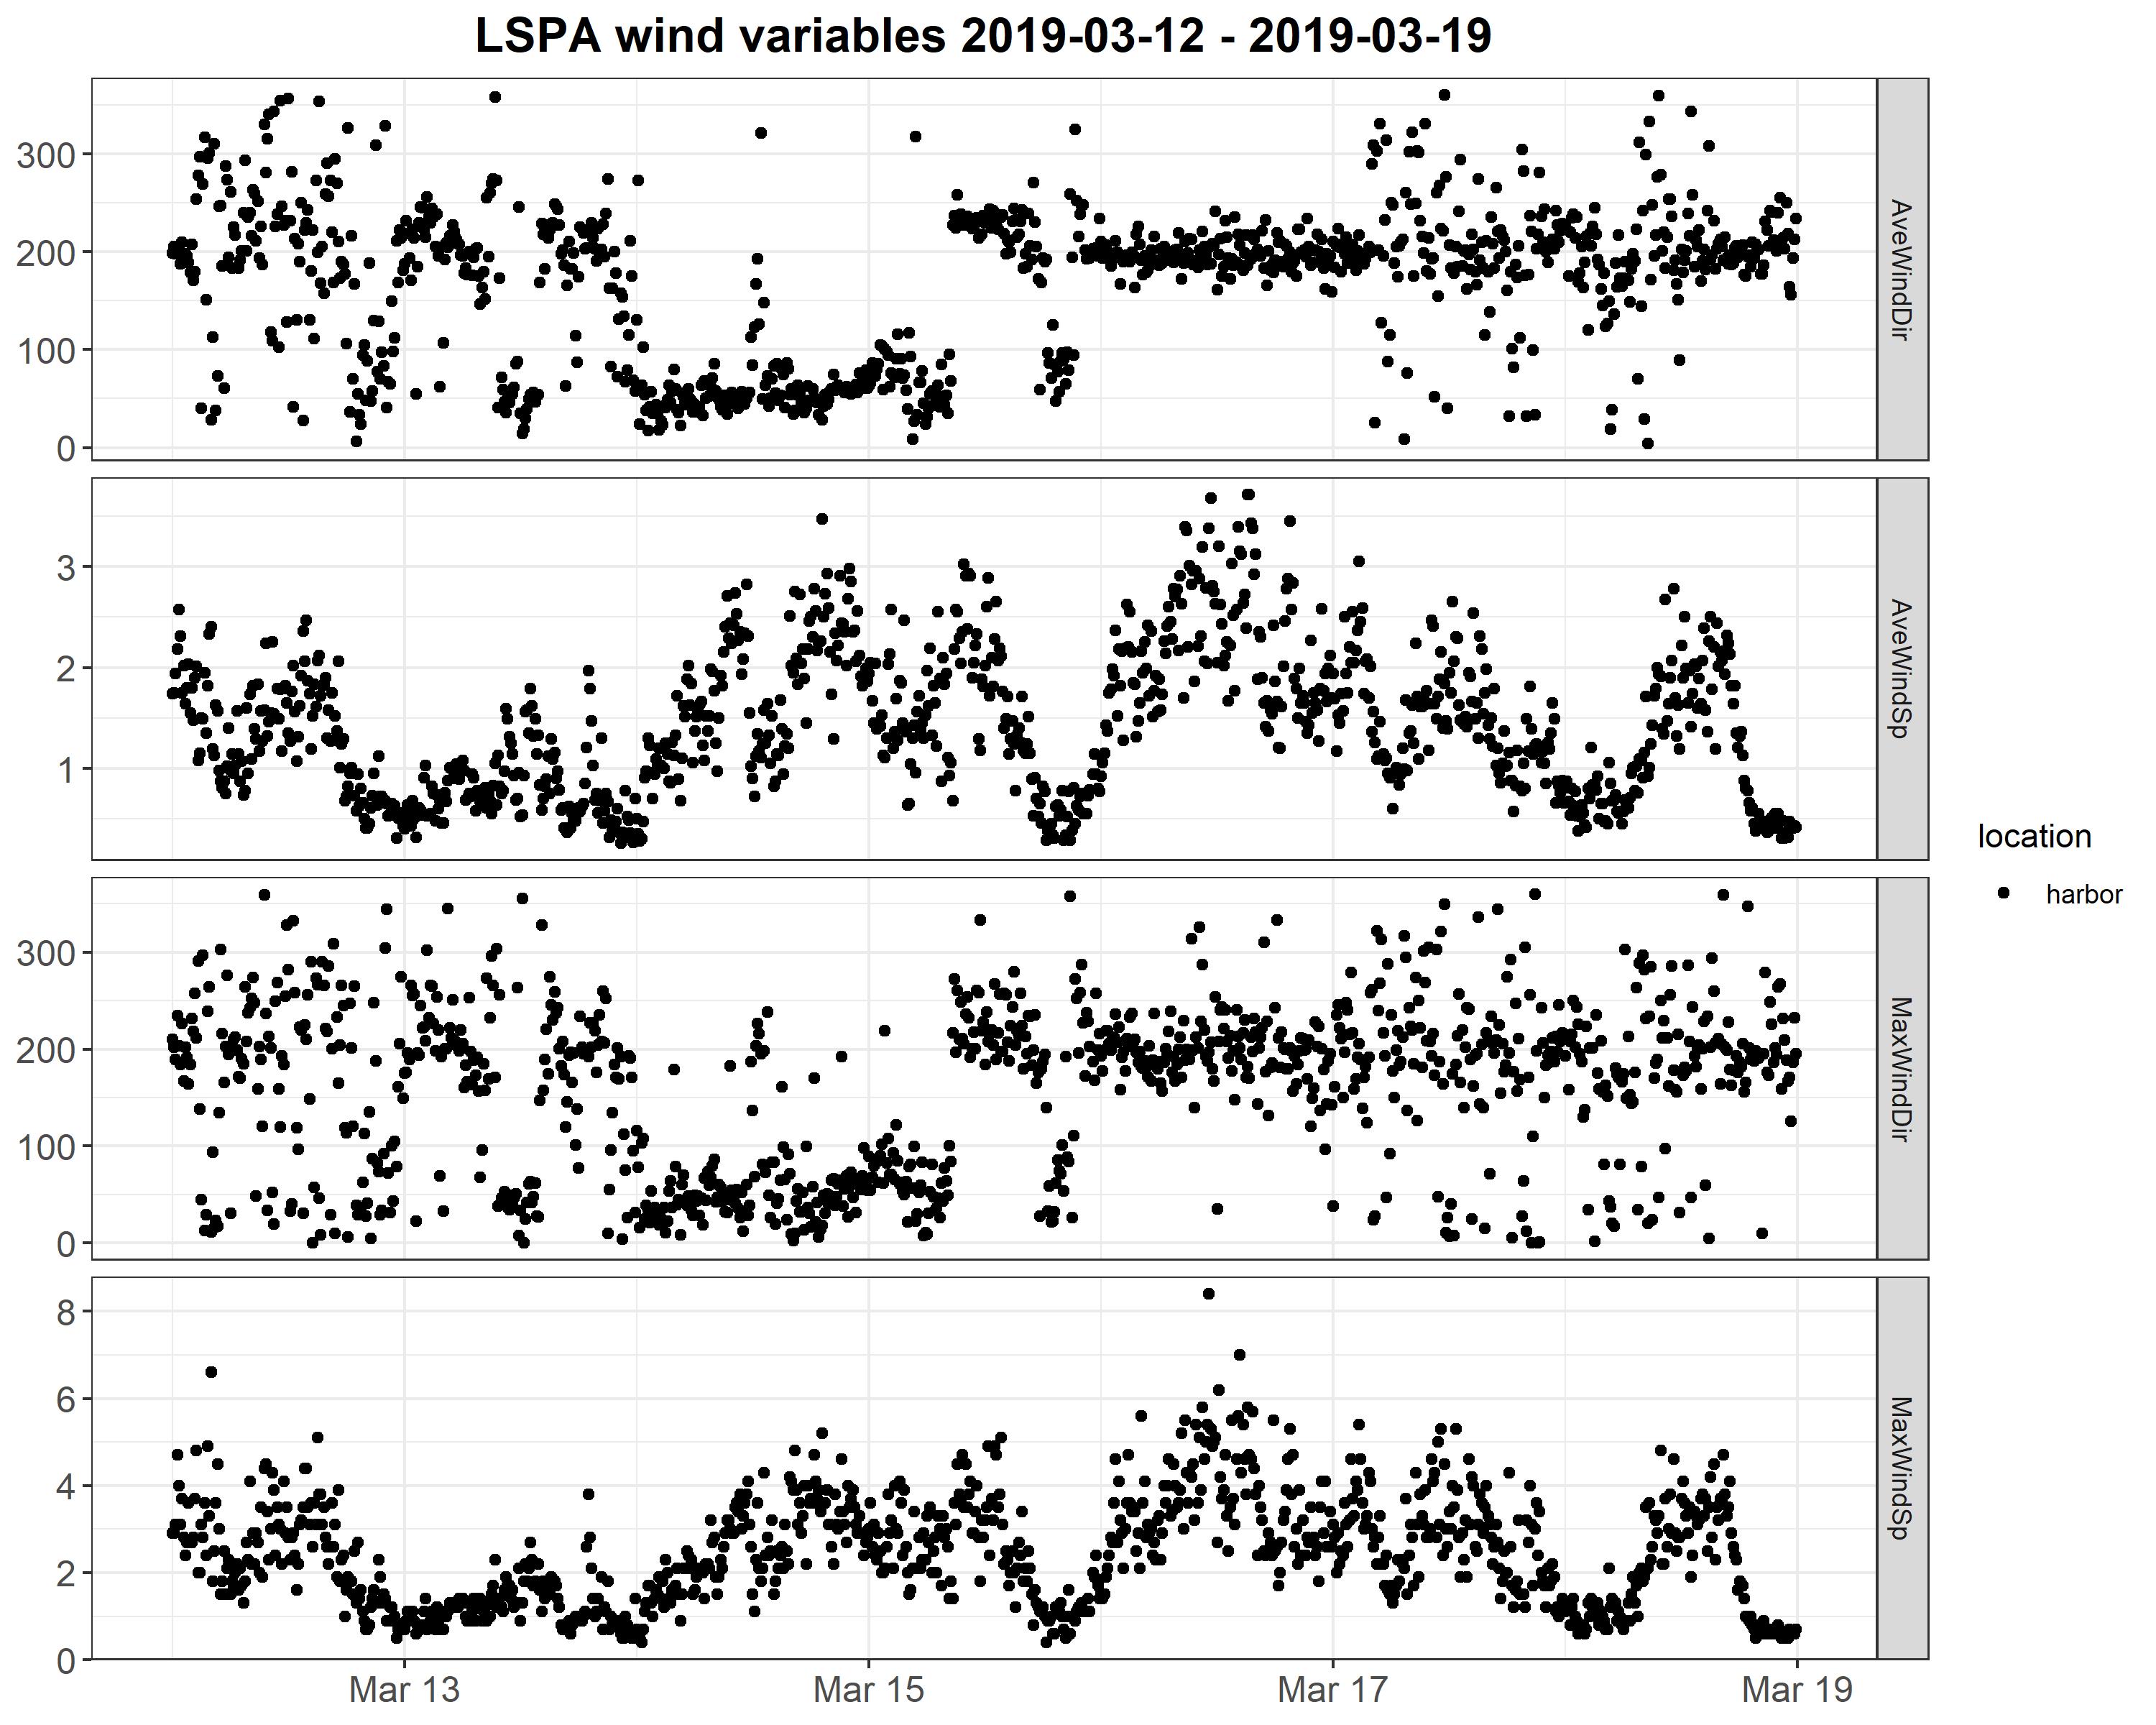 LSPA wind variables 2019-03-12 - 2019-03-19
300
200
100
0
AveWindDir
3
2
1
AveWindSp
300
200
100
0
MaxWindDir
8
6
4
2
0
MaxWindSp
Mar 13 Mar 15 Mar 17 Mar 19
location
harbor